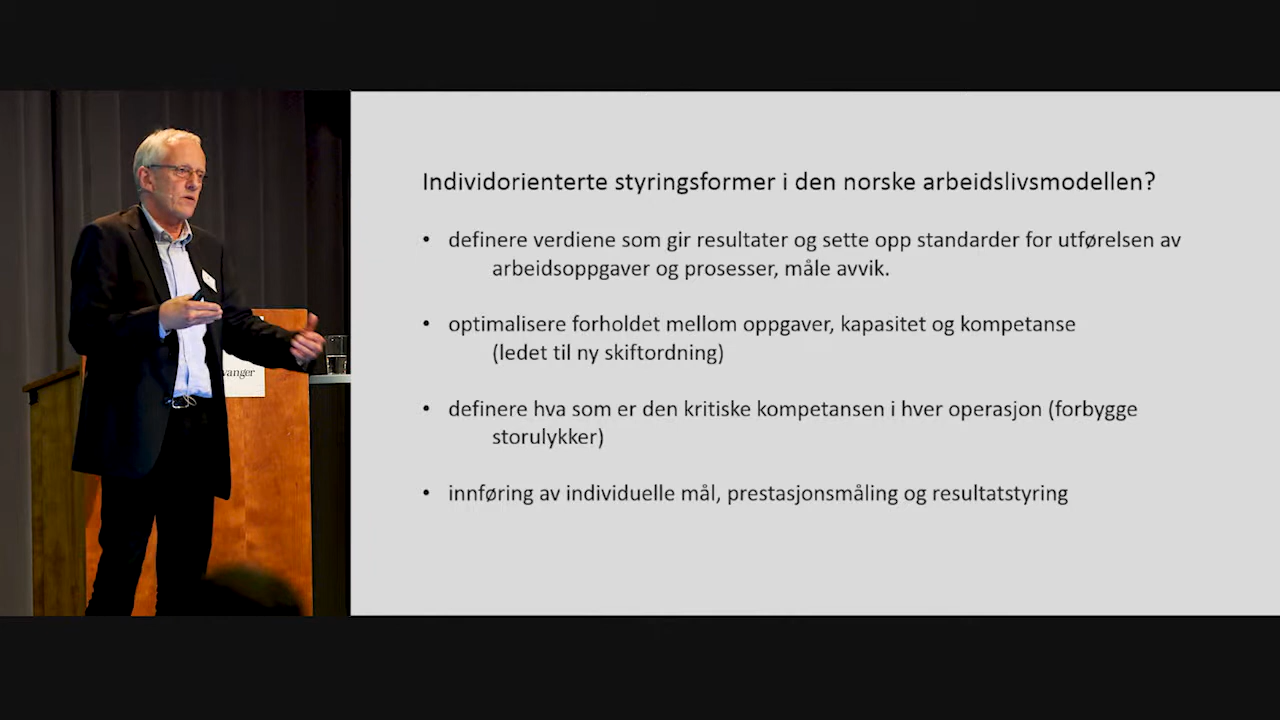 Individorienterte styringsformer i den norske arbeidslivsmodellen?
• definere verdiene som gir resultater og sette opp standarder for utførelsen av
arbeidsoppgaver og prosesser, måle avvik.
• optimalisere forholdet mellom oppgaver, kapasitet og kompetanse
(ledet til ny skiftordning)
• definere hva som er den kritiske kompetansen i hver operasjon (forbygge
storulykker)
• innføring av individuelle mål, prestasjonsmåling og resultatstyring
vanger